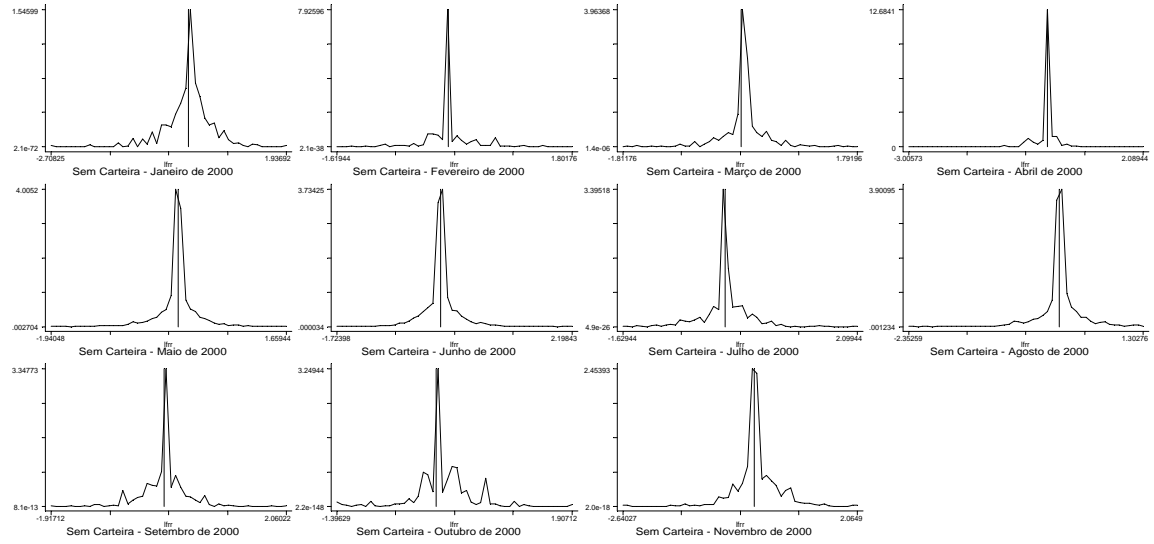 1.54599
2.1e-72
-2.70825 lfrr 1.93692
Sem Carteira - Janeiro de 2000
7.92596
2.1e-38
-1.61944 lfrr 1.80176
Sem Carteira - Fevereiro de 2000
3.96368
1.4e-06
-1.81176 lfrr 1.79196
Sem Carteira - Março de 2000
12.6841
0
-3.00573 lfrr 2.08944
Sem Carteira - Abril de 2000
4.0052
.002704
-1.94048 lfrr 1.65944
Sem Carteira - Maio de 2000
3.73425
.000034
-1.72398 lfrr 2.19843
Sem Carteira - Junho de 2000
3.39518
4.9e-26
-1.62944 lfrr 2.09944
Sem Carteira - Julho de 2000
3.90095
.001234
-2.35259 lfrr 1.30276
Sem Carteira - Agosto de 2000
3.34773
8.1e-13
-1.91712 lfrr 2.06022
Sem Carteira - Setembro de 2000
3.24944
2.2e-148
-1.39629 lfrr 1.90712
Sem Carteira - Outubro de 2000
2.45393
2.0e-18
-2.64027 lfrr 2.0649
Sem Carteira - Novembro de 2000